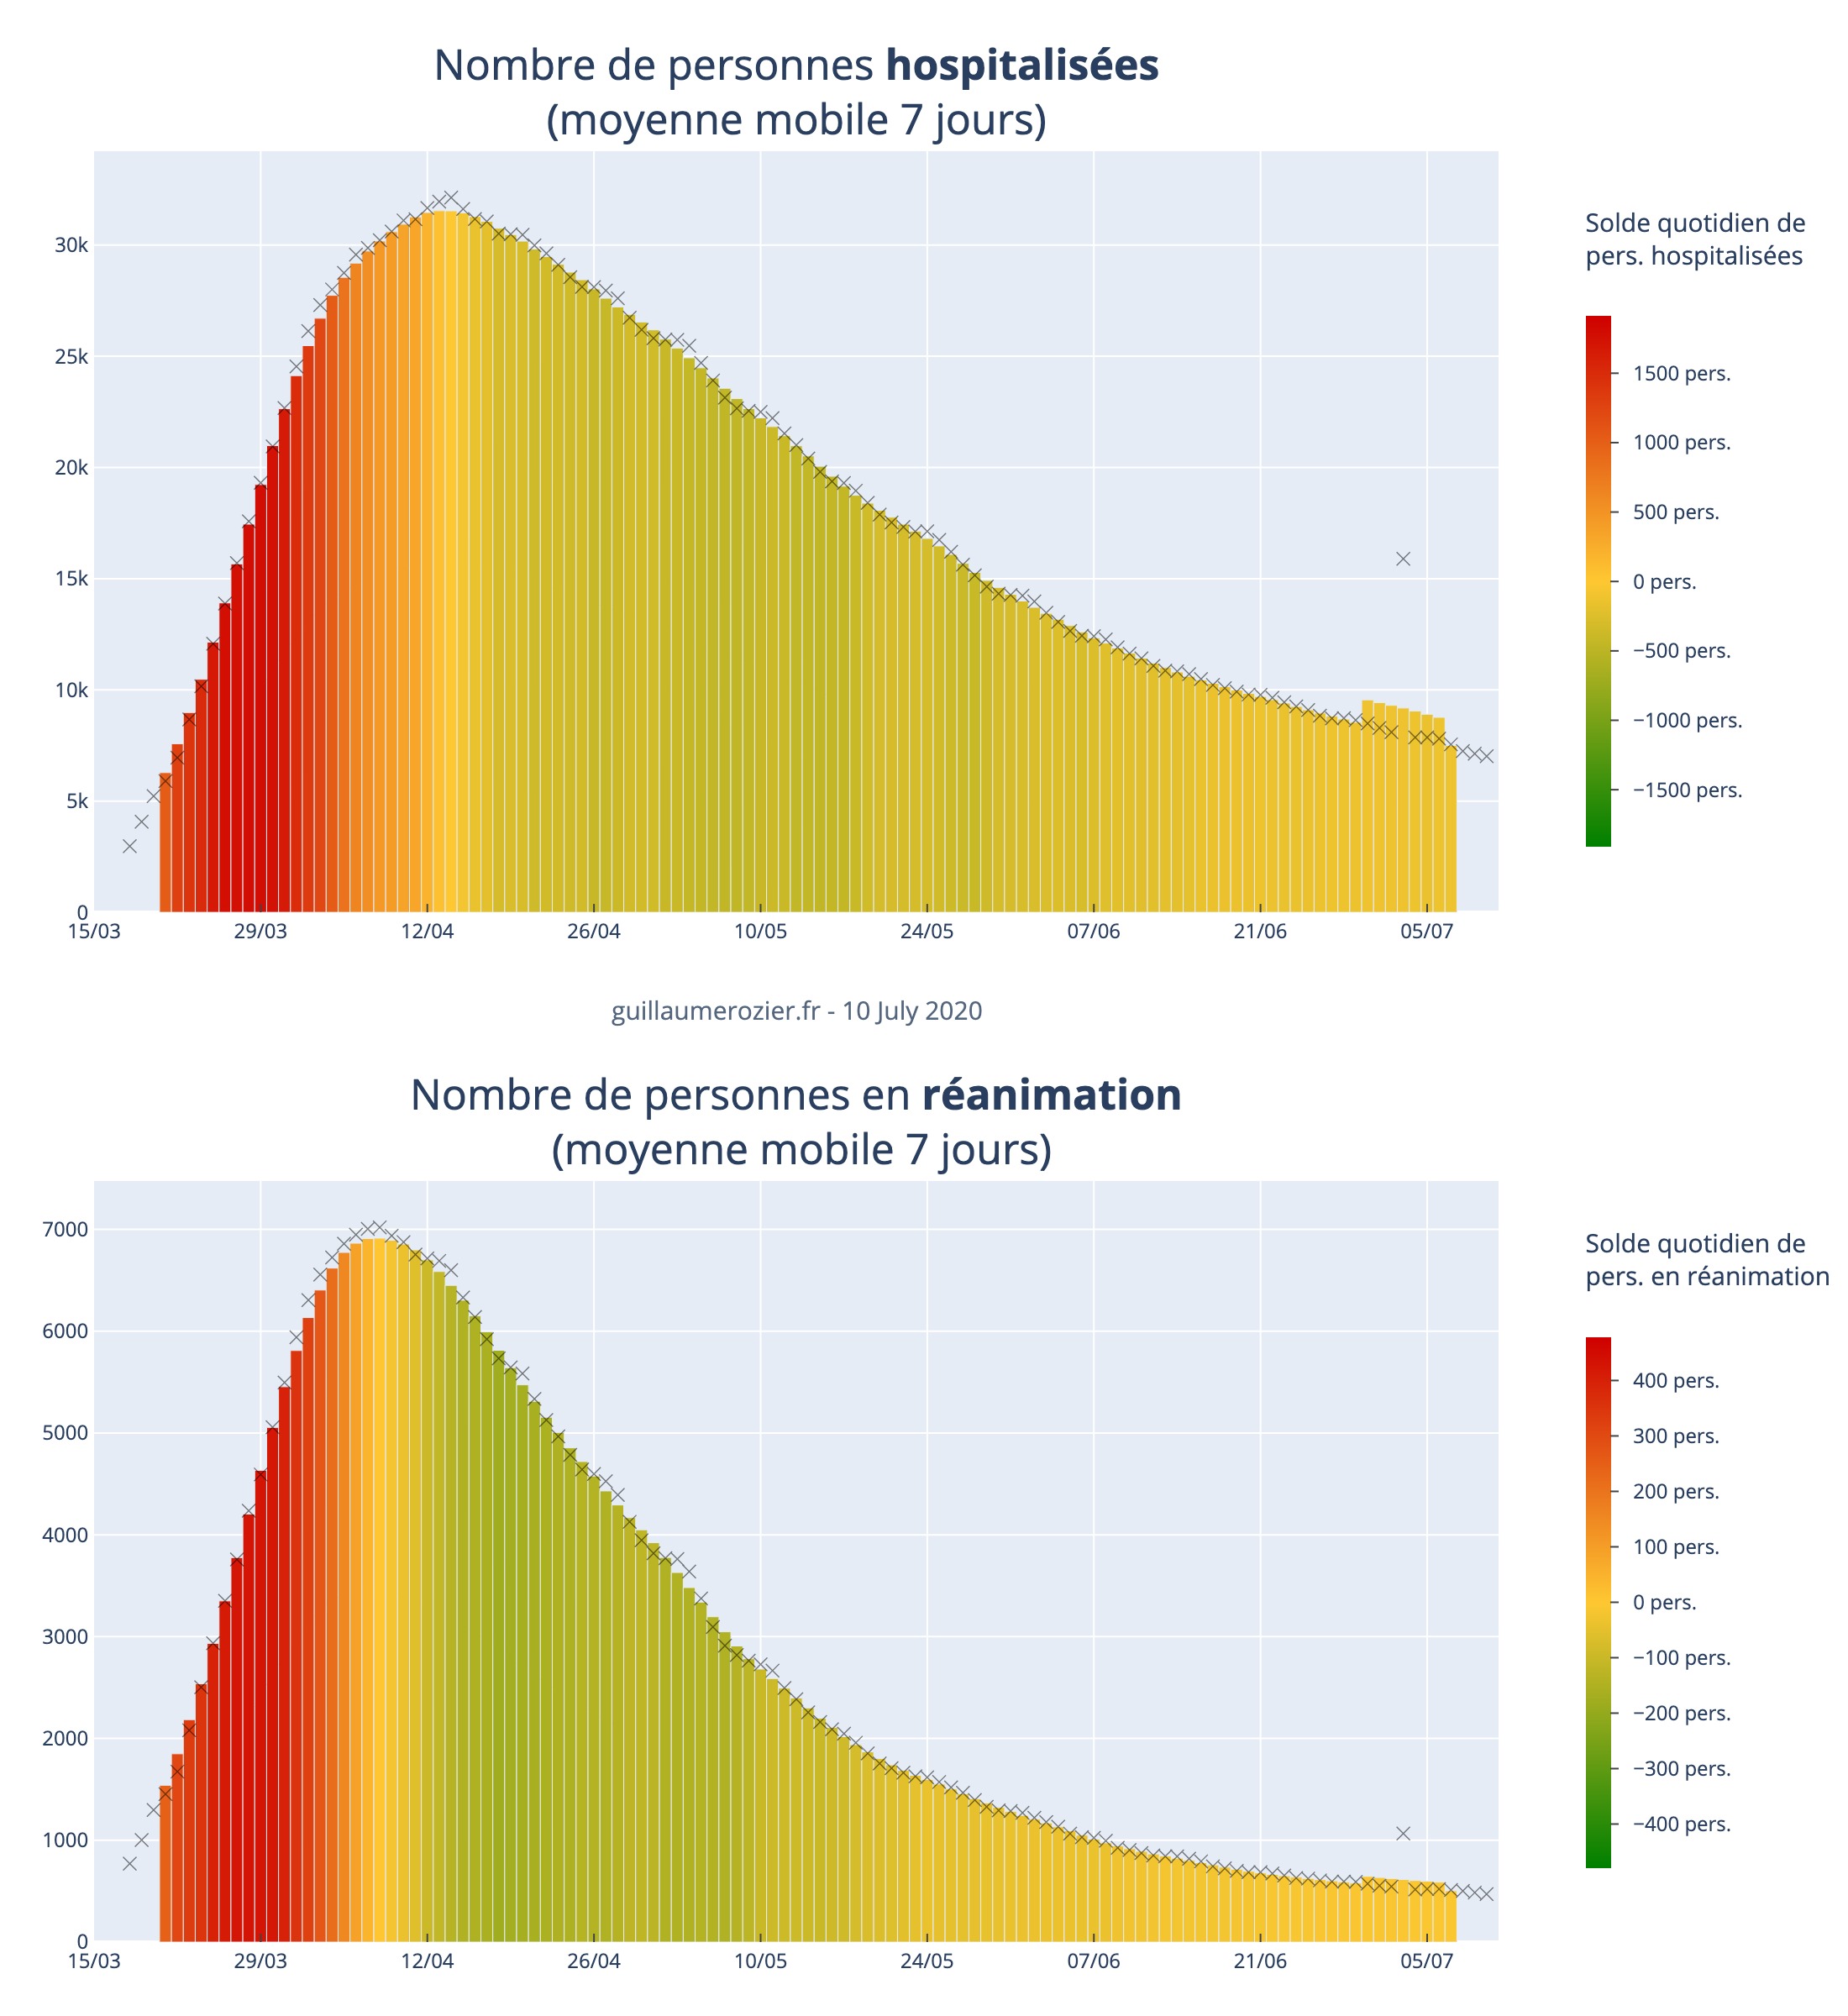 Nombre de personnes hospitalisées
(moyenne mobile 7 jours)
Solde quotidien de
pers. hospitalisées
30k
25k
20k
15k
10k
5k
0
1500 pers.
1000 pers.
500 pers.
0 pers.
−500 pers.
−1000 pers.
−1500 pers.
15/03 29/03 12/04 26/04 10/05 24/05 07/06 21/06 05/07
guillaumerozier.fr - 10 July 2020
Nombre de personnes en réanimation
(moyenne mobile 7 jours)
Solde quotidien de
pers. en réanimation
7000
6000
5000
4000
3000
2000
1000
0
400 pers.
300 pers.
200 pers.
100 pers.
0 pers.
−100 pers.
−200 pers.
−300 pers.
−400 pers.
15/03 29/03 12/04 26/04 10/05 24/05 07/06 21/06 05/07